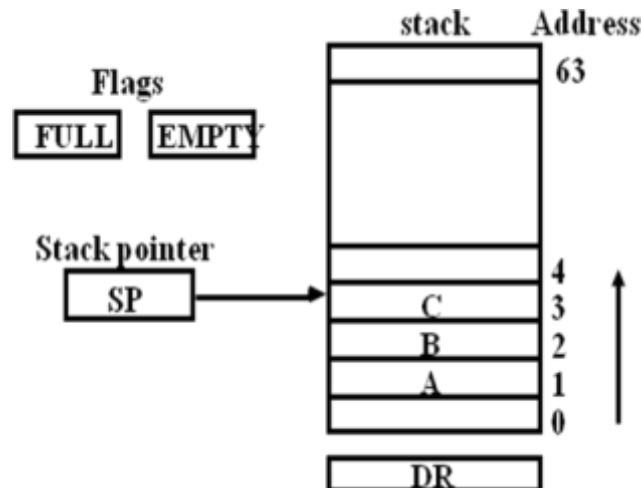 stack Address
63
Flags
FULL EMPTY
Stack pointer
SP
4
C 3
B 2
A 1
0
DR